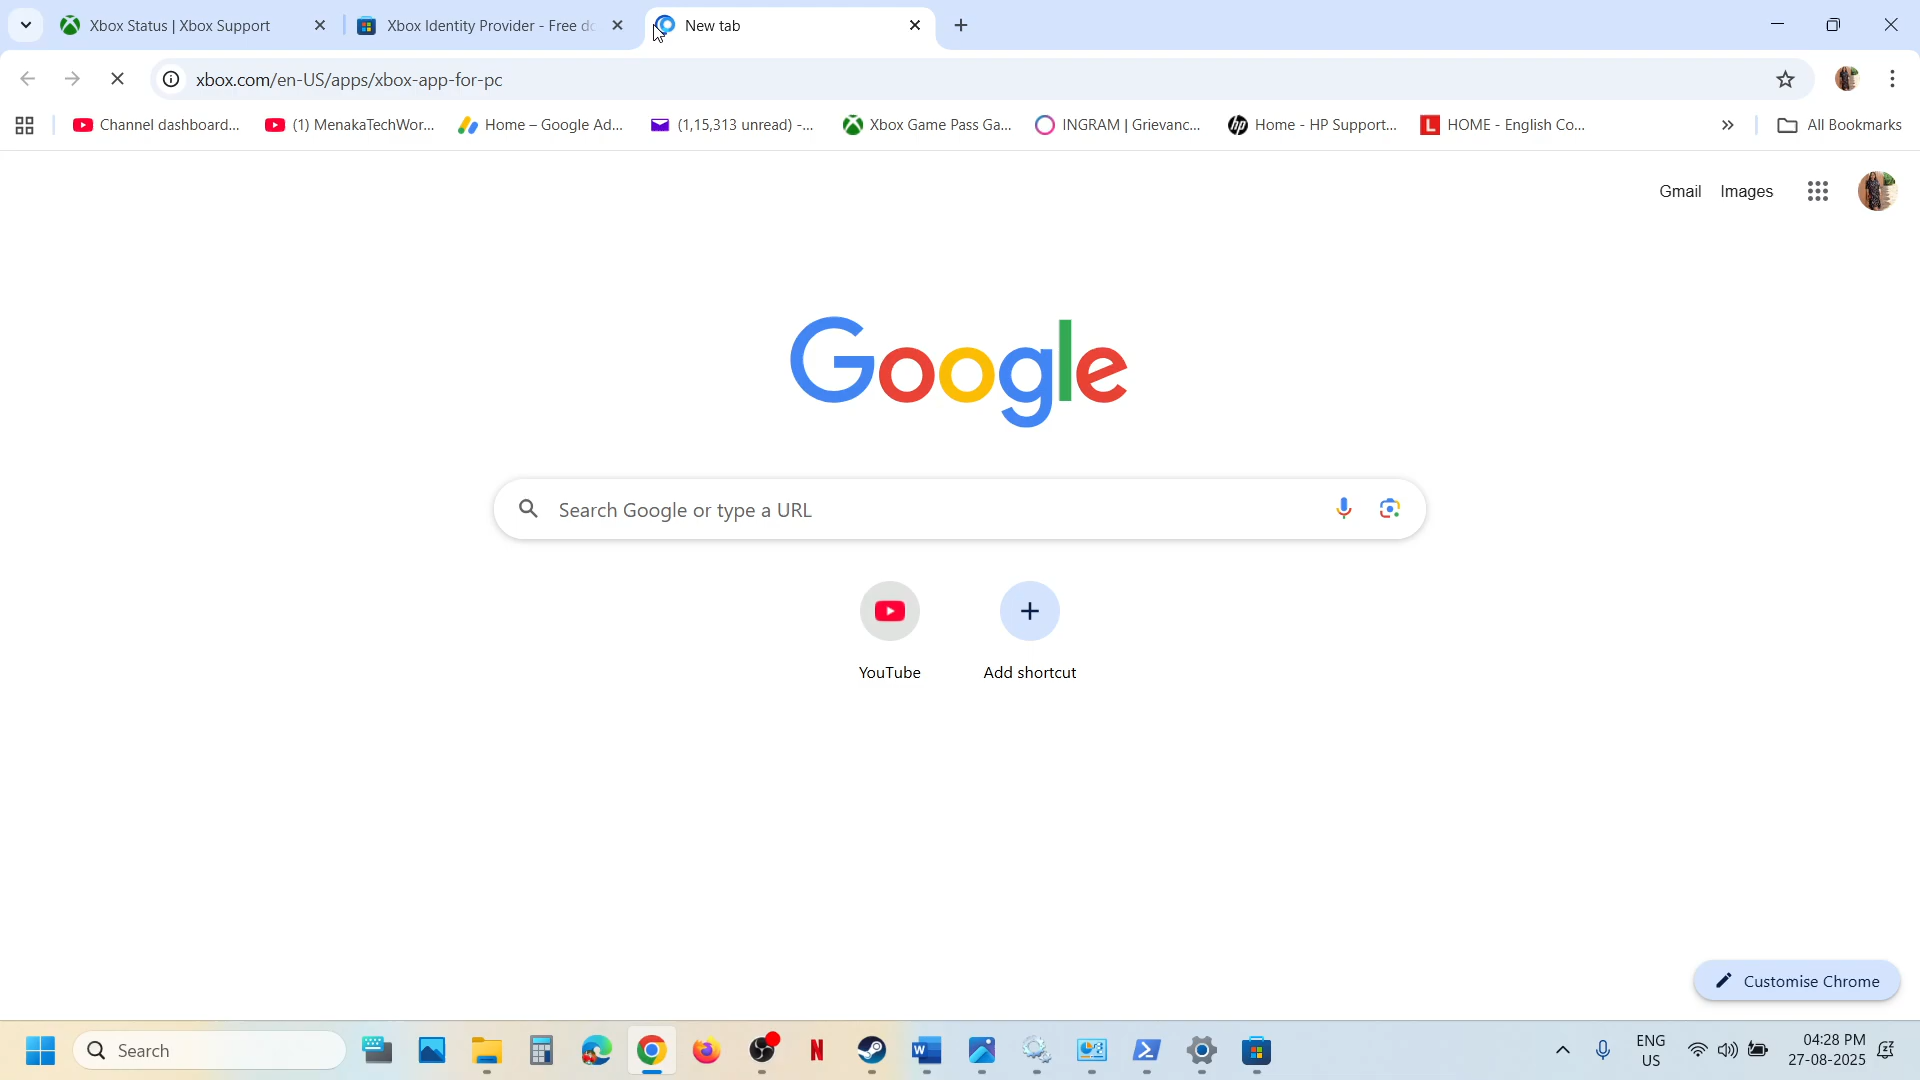 Xbox Status | Xbox Support
Xbox Identity Provider - Free do
New tab
xbox.com/en-US/apps/xbox-app-for-pc
Channel dashboard...
(1) MenakaTechWor...
Home – Google Ad...
(1,15,313 unread) -...
Xbox Game Pass Ga...
INGRAM | Grievanc...
hp
Home - HP Support...
L
HOME - English Co...
All Bookmarks
Gmail
Images
Google
Search Google or type a URL
YouTube
Add shortcut
Customise Chrome
Search
N
W
ENG
US
04:28 PM
27-08-2025